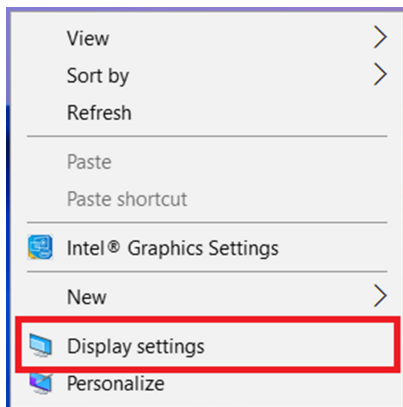 View
Sort by
Refresh
Paste
Paste shortcut
Intel® Graphics Settings
New
Display settings
Personalize